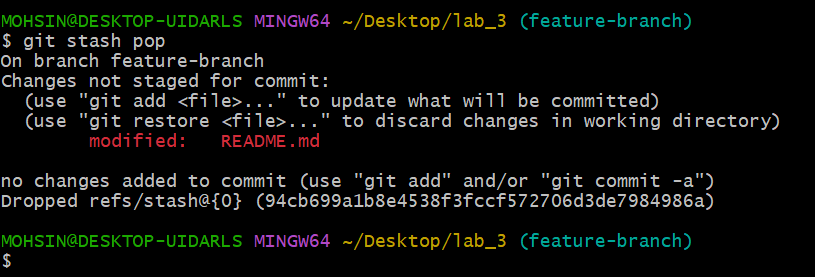 MOHSIN@DESKTOP-UIDARLS MINGW64 ~/Desktop/lab_3 (feature-branch)
$ git stash pop
On branch feature-branch
Changes not staged for commit:
  (use "git add <file>..." to update what will be committed)
  (use "git restore <file>..." to discard changes in working directory)
        modified:   README.md

no changes added to commit (use "git add" and/or "git commit -a")
Dropped refs/stash@{0} (94cb699a1b8e4538f3fccf572706d3de7984986a)

MOHSIN@DESKTOP-UIDARLS MINGW64 ~/Desktop/lab_3 (feature-branch)
$